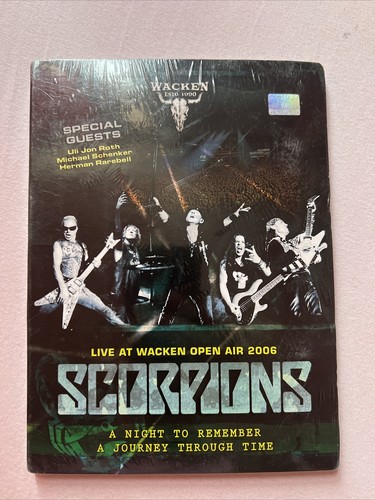 WACKEN
ESTD. 1990
SPECIAL
GUESTS
Uli Jon Roth
Michael Schenker
Herman Rarebell
LIVE AT WACKEN OPEN AIR 2006
SCORPIONS
A NIGHT TO REMEMBER
A JOURNEY THROUGH TIME